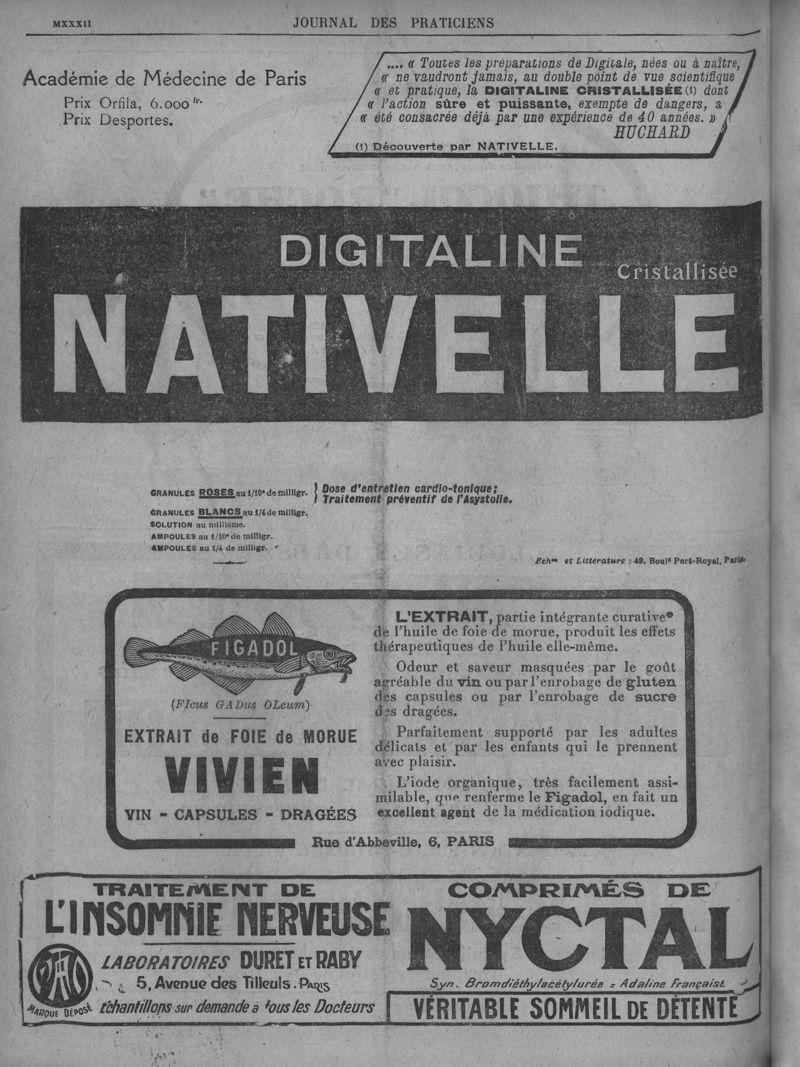 MXXXII
JOURNAL DES PRATICIENS
Académie de Médecine de Paris
Prix Orfila, 6.000 fr.
Prix Desportes.
.... « Toutes les preparations de Digitale, nées ou à naître,
« ne vaudront jamais, au double point de vue scientifique
« et pratique, la DIGITALINE CRISTALLISÉE (1) dont
« l'action sûre et puissante, exempte de dangers, a
« été consacrée déjà par une expérience de 40 années. »
HUCHARD
(1) Découverte par NATIVELLE.
DIGITALINE
Cristallisée
NATIVELLE
GRANULES ROSES au 1/10e de milligr. } Dose d'entretien cardio-tonique;
} Traitement préventif de l'Asystolie.
GRANULES BLANCS au 1/4 de milligr.
SOLUTION au millième.
AMPOULES au 1/10e de milligr.
AMPOULES au 1/4 de milligr.
Echons et Littérature : 49, Bould Port-Royal, Paris.
FIGADOL
(FIcus GADus OLeum)
EXTRAIT de FOIE de MORUE
VIVIEN
VIN - CAPSULES - DRAGÉES
L'EXTRAIT, partie intégrante curative
de l'huile de foie de morue, produit les effets
thérapeutiques de l'huile elle-même.
Odeur et saveur masquées par le goût
agréable du vin ou par l'enrobage de gluten
des capsules ou par l'enrobage de sucre
des dragées.
Parfaitement supporté par les adultes
délicats et par les enfants qui le prennent
avec plaisir.
L'iode organique, très facilement assi-
milable, que renferme le Figadol, en fait un
excellent agent de la médication iodique.
Rue d'Abbeville, 6, PARIS
TRAITEMENT DE
L'INSOMNIE NERVEUSE
LABORATOIRES DURET ET RABY
5, Avenue des Tilleuls. PARIS
MARQUE DÉPOSÉ
échantillons sur demande à tous les Docteurs
COMPRIMÉS DE
NYCTAL
Syn. Bromdiéthylacétylurée = Adaline Française
VÉRITABLE SOMMEIL DE DÉTENTE